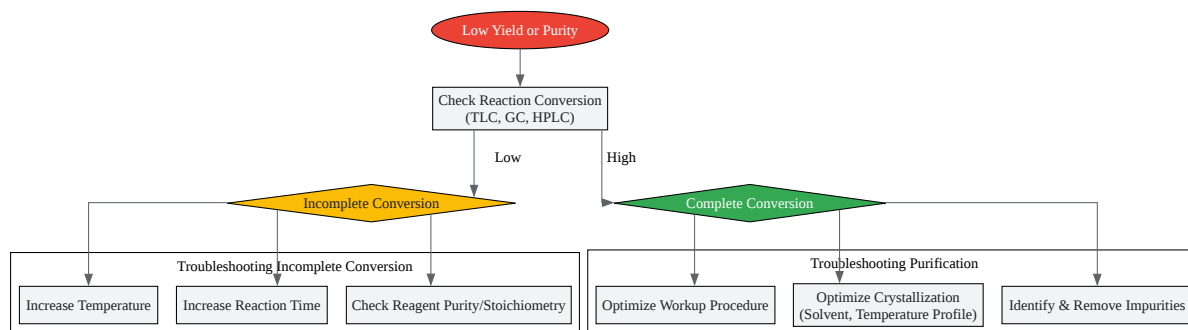 Low Yield or Purity
Check Reaction Conversion
(TLC, GC, HPLC)
Low
High
Incomplete Conversion
Complete Conversion
Troubleshooting Incomplete Conversion
Troubleshooting Purification
Increase Temperature
Increase Reaction Time
Check Reagent Purity/Stoichiometry
Optimize Workup Procedure
Optimize Crystallization
(Solvent, Temperature Profile)
Identify & Remove Impurities